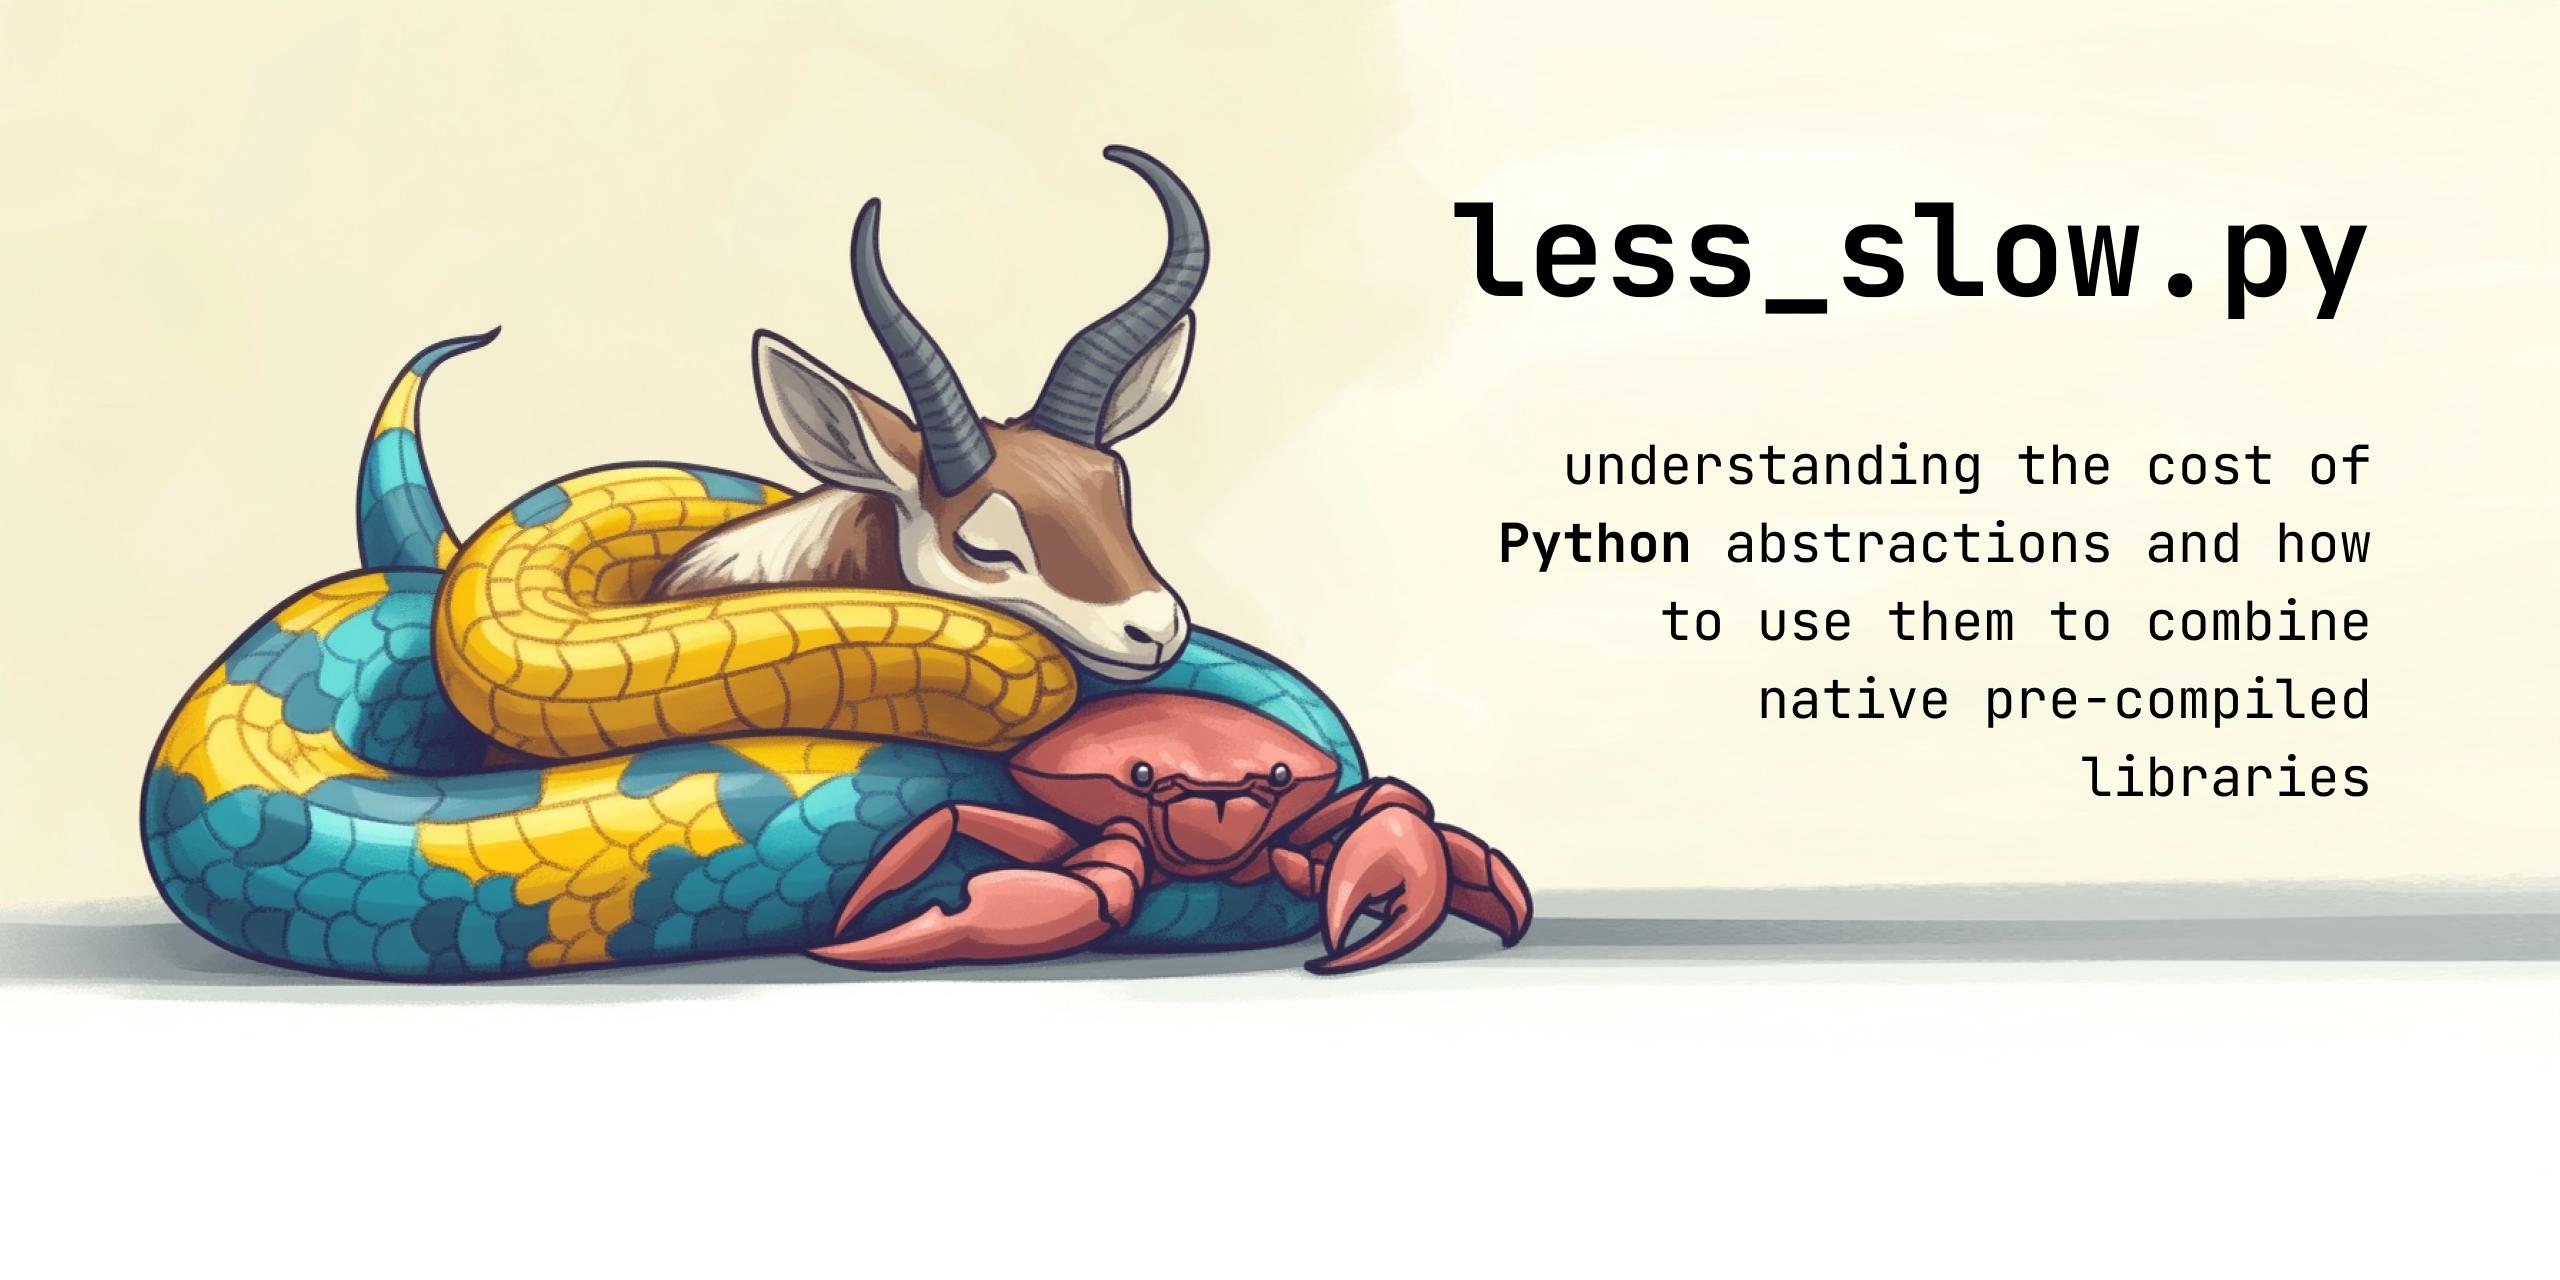 less_slow.py
understanding the cost of
Python abstractions and how
to use them to combine
native pre-compiled
libraries